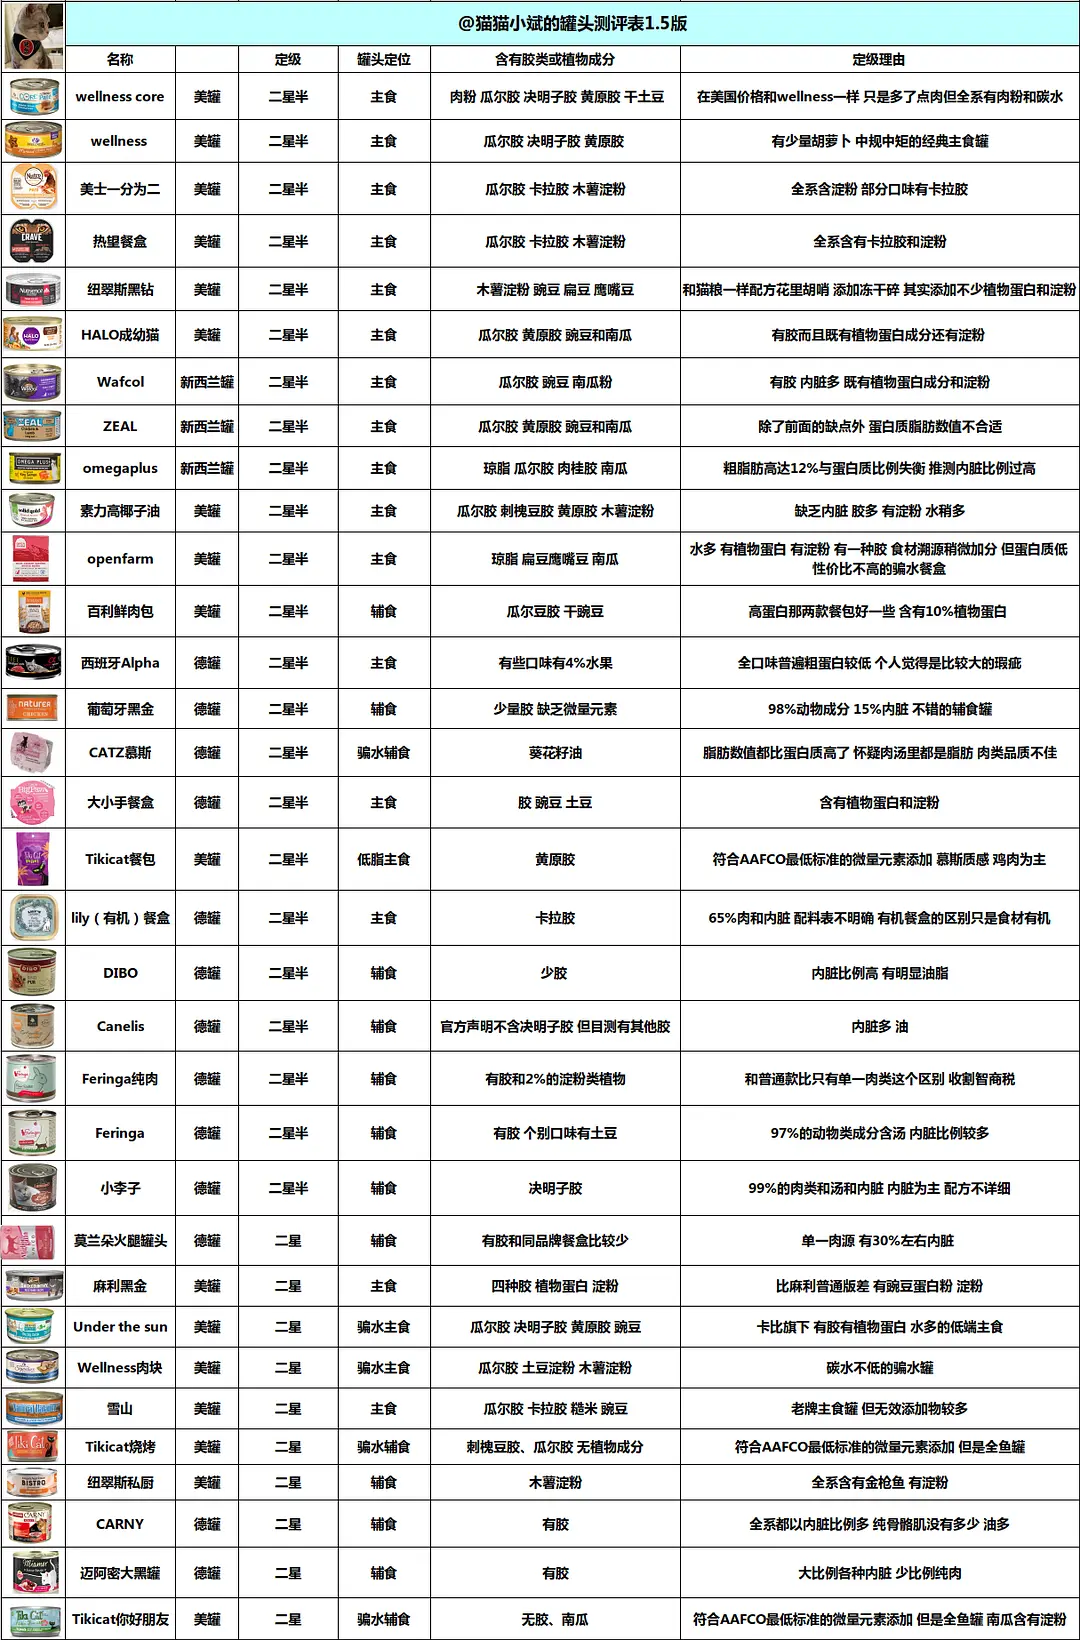 @猫猫小斌的罐头测评表1.5版
名称 定级 罐头定位 含有胶类或植物成分 定级理由
wellness core 美罐 二星半 主食 肉粉 瓜尔胶 决明子胶 黄原胶 干土豆 在美国价格和wellness一样 只是多了点肉但全系有肉粉和碳水
wellness 美罐 二星半 主食 瓜尔胶 决明子胶 黄原胶 有少量胡萝卜 中规中矩的经典主食罐
美士一分为二 美罐 二星半 主食 瓜尔胶 卡拉胶 木薯淀粉 全系含淀粉 部分口味有卡拉胶
热望餐盒 美罐 二星半 主食 瓜尔胶 卡拉胶 木薯淀粉 全系含有卡拉胶和淀粉
纽翠斯黑钻 美罐 二星半 主食 木薯淀粉 豌豆 扁豆 鹰嘴豆 和猫粮一样配方花里胡哨 添加冻干碎 其实添加不少植物蛋白和淀粉
HALO成幼猫 美罐 二星半 主食 瓜尔胶 黄原胶 豌豆和南瓜 有胶而且既有植物蛋白成分还有淀粉
Wafcol 新西兰罐 二星半 主食 瓜尔胶 豌豆 南瓜粉 有胶 内脏多 既有植物蛋白成分和淀粉
ZEAL 新西兰罐 二星半 主食 瓜尔胶 黄原胶 豌豆和南瓜 除了前面的缺点外 蛋白质脂肪数值不合适
omegaplus 新西兰罐 二星半 主食 琼脂 瓜尔胶 肉桂胶 南瓜 粗脂肪高达12%与蛋白质比例失衡 推测内脏比例过高
素力高椰子油 美罐 二星半 主食 瓜尔胶 刺槐豆胶 黄原胶 木薯淀粉 缺乏内脏 胶多 有淀粉 水稍多
openfarm 美罐 二星半 主食 琼脂 扁豆鹰嘴豆 南瓜 水多 有植物蛋白 有淀粉 有一种胶 食材溯源稍微加分 但蛋白质低
性价比不高的骗水餐盒
百利鲜肉包 美罐 二星半 辅食 瓜尔豆胶 干豌豆 高蛋白那两款餐包好一些 含有10%植物蛋白
西班牙Alpha 德罐 二星半 主食 有些口味有4%水果 全口味普遍粗蛋白较低 个人觉得是比较大的瑕疵
葡萄牙黑金 德罐 二星半 辅食 少量胶 缺乏微量元素 98%动物成分 15%内脏 不错的辅食罐
CATZ慕斯 德罐 二星半 骗水辅食 葵花籽油 脂肪数值都比蛋白质高了 怀疑肉汤里都是脂肪 肉类品质不佳
大小手餐盒 德罐 二星半 主食 胶 豌豆 土豆 含有植物蛋白和淀粉
Tikicat餐包 美罐 二星半 低脂主食 黄原胶 符合AAFCO最低标准的微量元素添加 慕斯质感 鸡肉为主
lily（有机）餐盒 德罐 二星半 主食 卡拉胶 65%肉和内脏 配料表不明确 有机餐盒的区别只是食材有机
DIBO 德罐 二星半 辅食 少胶 内脏比例高 有明显油脂
Canelis 德罐 二星半 辅食 官方声明不含决明子胶 但目测有其他胶 内脏多 油
Feringa纯肉 德罐 二星半 辅食 有胶和2%的淀粉类植物 和普通款比只有单一肉类这个区别 收割智商税
Feringa 德罐 二星半 辅食 有胶 个别口味有土豆 97%的动物类成分含汤 内脏比例较多
小李子 德罐 二星半 辅食 决明子胶 99%的肉类和汤和内脏 内脏为主 配方不详细
莫兰朵火腿罐头 德罐 二星 辅食 有胶和同品牌餐盒比较少 单一肉源 有30%左右内脏
麻利黑金 美罐 二星 主食 四种胶 植物蛋白 淀粉 比麻利普通版差 有豌豆蛋白粉 淀粉
Under the sun 美罐 二星 骗水主食 瓜尔胶 决明子胶 黄原胶 豌豆 卡比旗下 有胶有植物蛋白 水多的低端主食
Wellness肉块 美罐 二星 骗水主食 瓜尔胶 土豆淀粉 木薯淀粉 碳水不低的骗水罐
雪山 美罐 二星 主食 瓜尔胶 卡拉胶 糙米 豌豆 老牌主食罐 但无效添加物较多
Tikicat烧烤 美罐 二星 骗水辅食 刺槐豆胶、瓜尔胶 无植物成分 符合AAFCO最低标准的微量元素添加 但是全鱼罐
纽翠斯私厨 美罐 二星 辅食 木薯淀粉 全系含有金枪鱼 有淀粉
CARNY 德罐 二星 辅食 有胶 全系都以内脏比例多 纯骨骼肌没有多少 油多
迈阿密大黑罐 德罐 二星 辅食 有胶 大比例各种内脏 少比例纯肉
Tikicat你好朋友 美罐 二星 骗水辅食 无胶、南瓜 符合AAFCO最低标准的微量元素添加 但是全鱼罐 南瓜含有淀粉